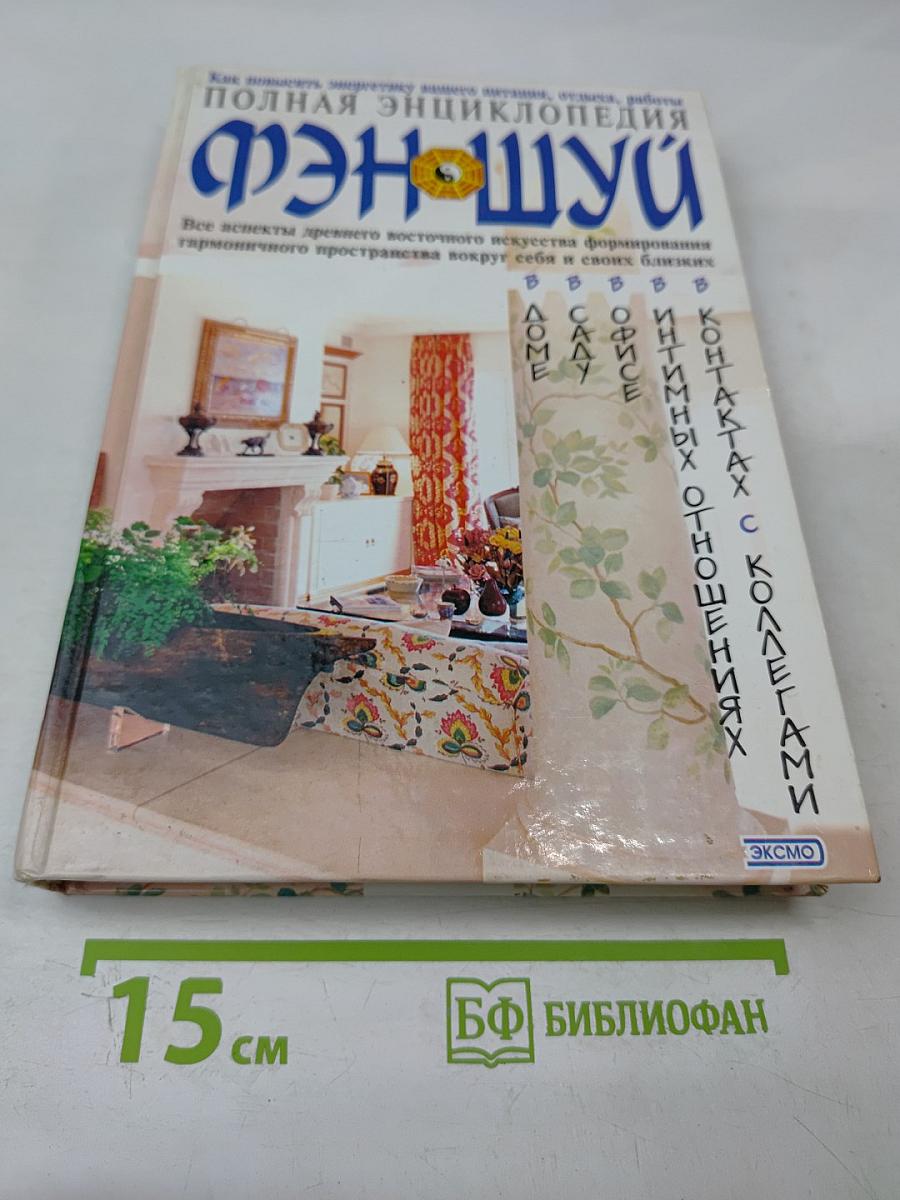 Как повысить энергетику вашего питания, отдыха, работы
ПОЛНАЯ ЭНЦИКЛОПЕДИЯ
ФЭН ШУЙ
Все аспекты древнего восточного искусства формирования
гармоничного пространства вокруг себя и своих близких
В ДОМЕ
В САДУ
В ОФИСЕ
В ИНТИМНЫХ ОТНОШЕНИЯХ
В КОНТАКТАХ С КОЛЛЕГАМИ
ЭКСМО
15 см
БФ БИБЛИОФАН